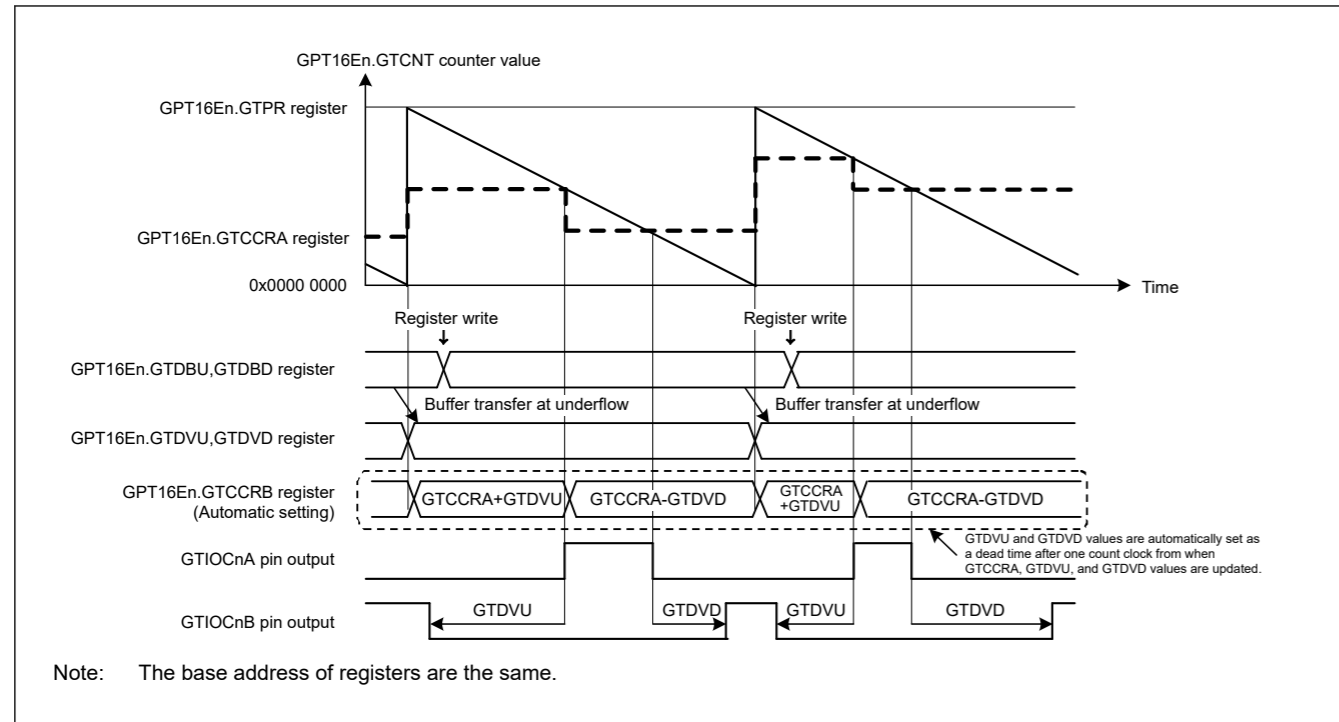 GPT16En.GTCNT counter value
GPT16En.GTPR register
GPT16En.GTCCRA register
0x0000 0000
Time
Register write
Register write
GPT16En.GTDBU,GTDBD register
Buffer transfer at underflow
Buffer transfer at underflow
GPT16En.GTDVU,GTDVD register
GPT16En.GTCCRB register
(Automatic setting)
GTCCRA+GTDVU
GTCCRA-GTDVD
GTCCRA
+GTDVU
GTCCRA-GTDVD
GTDVU and GTDVD values are automatically set as
a dead time after one count clock from when
GTCCRA, GTDVU, and GTDVD values are updated.
GTIOCnA pin output
GTIOCnB pin output
GTDVU
GTDVD
GTDVU
GTDVD
Note: The base address of registers are the same.